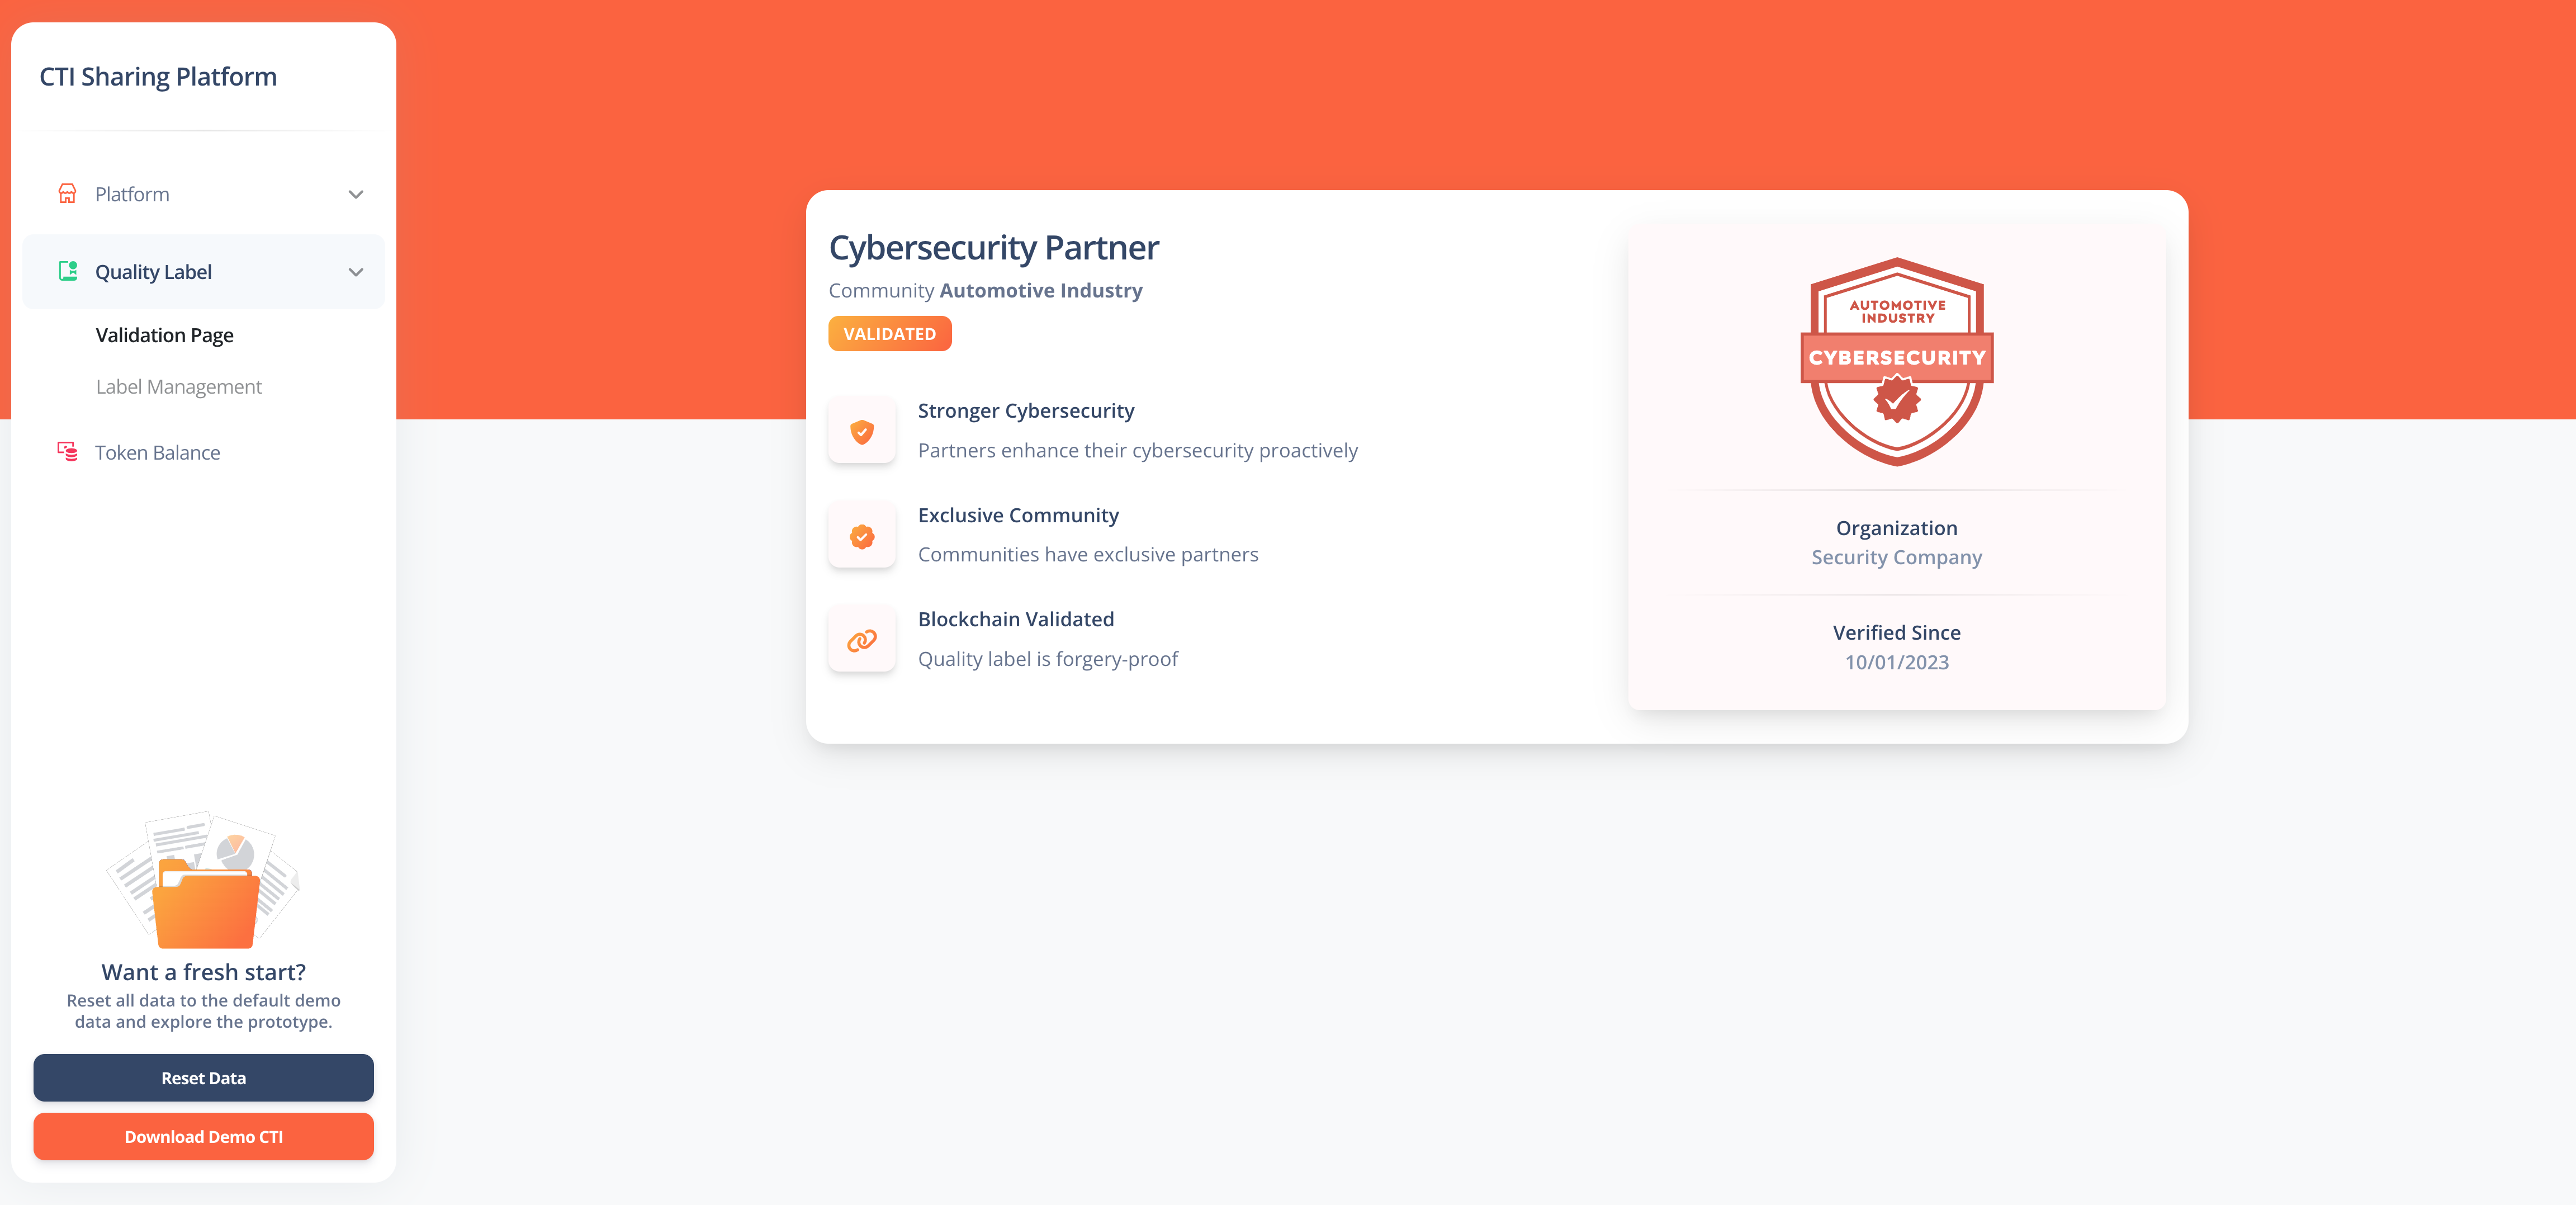 CTI Sharing Platform
Platform
Quality Label
Validation Page
Label Management
Token Balance
Want a fresh start?
Reset all data to the default demo
data and explore the prototype.
Reset Data
Download Demo CTI
Cybersecurity Partner
Community Automotive Industry
VALIDATED
Stronger Cybersecurity
Partners enhance their cybersecurity proactively
Exclusive Community
Communities have exclusive partners
Blockchain Validated
Quality label is forgery-proof
AUTOMOTIVE
INDUSTRY
CYBERSECURITY
Organization
Security Company
Verified Since
10/01/2023